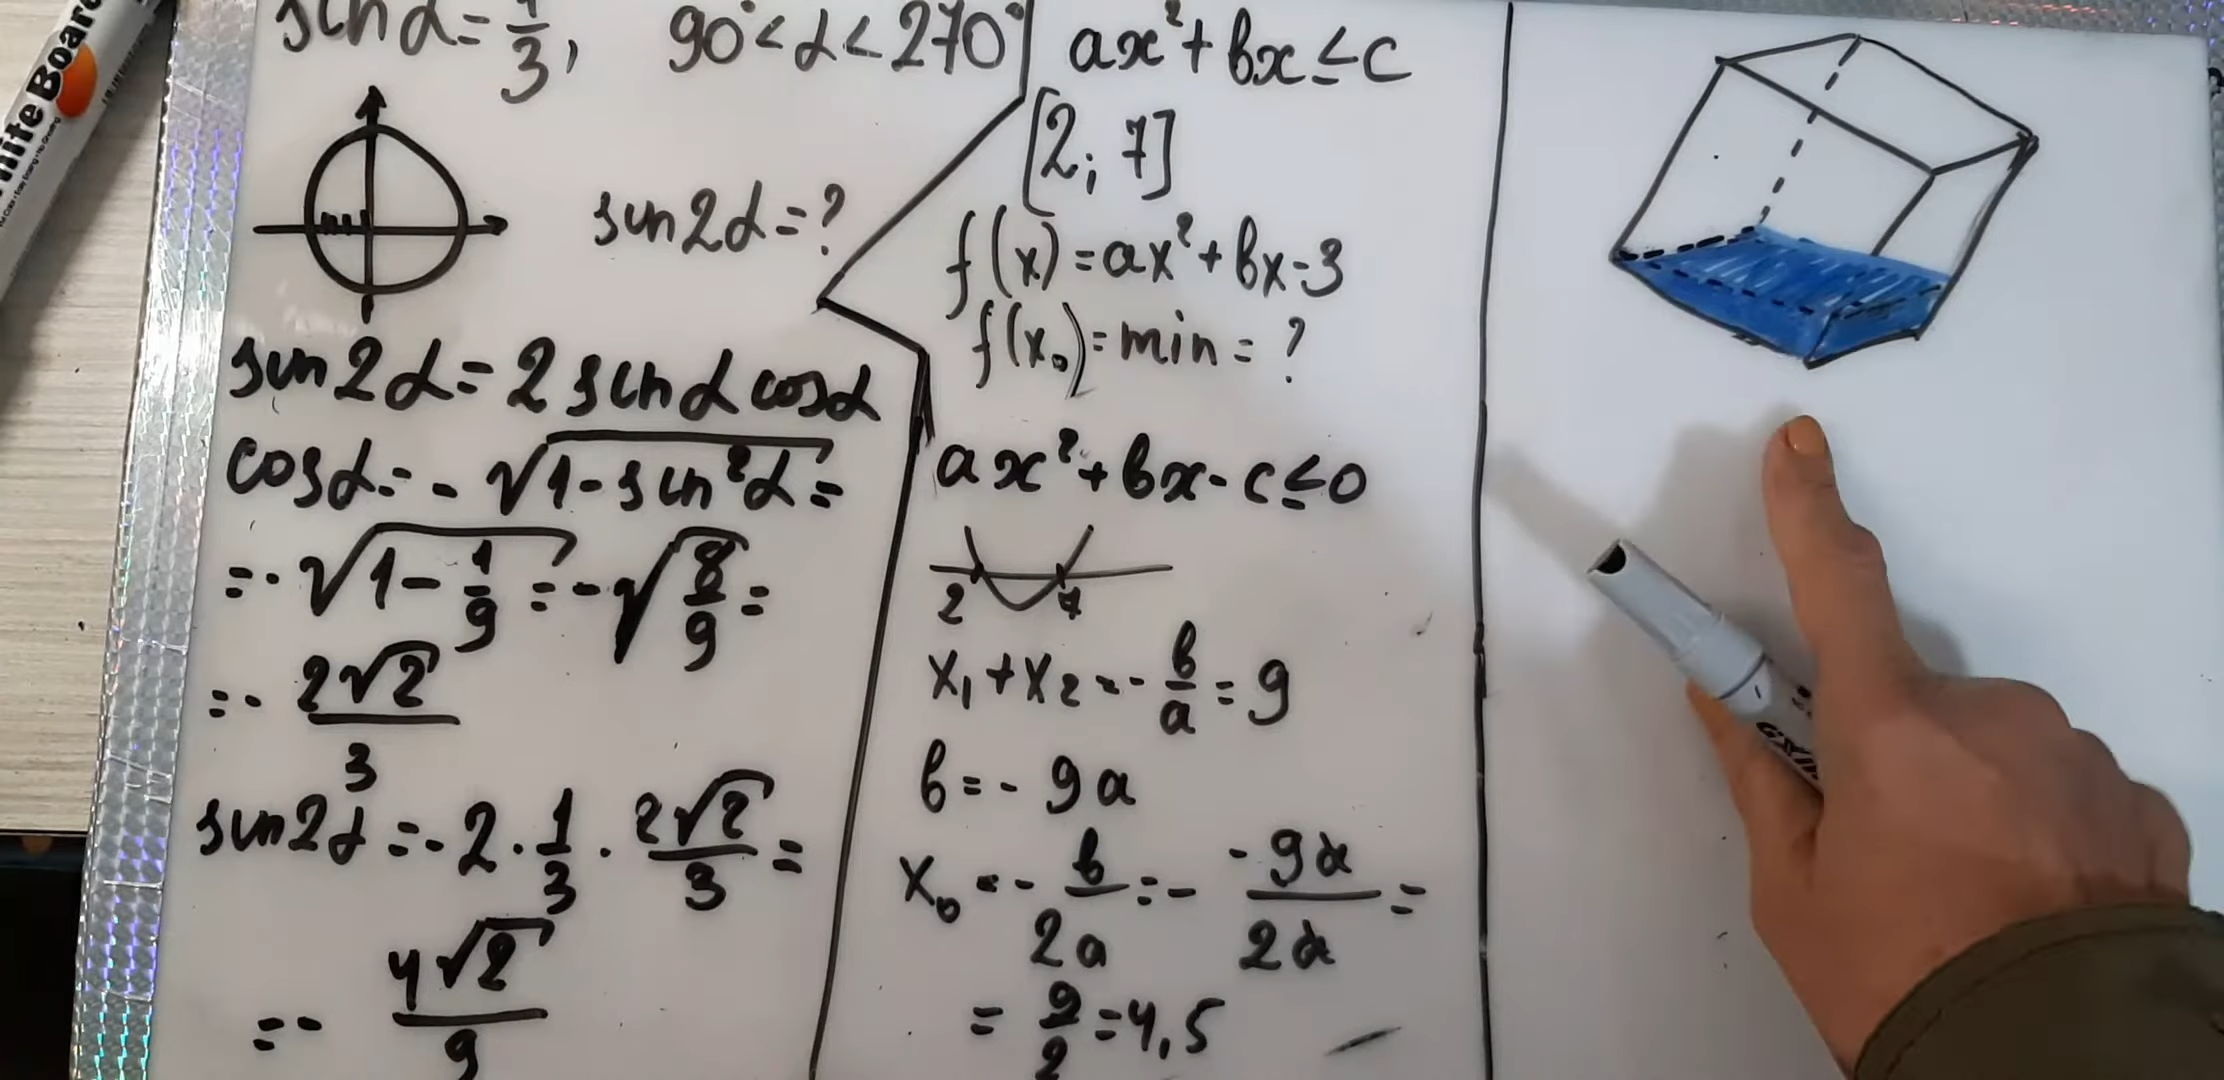 sin α = 1/3, 90° < α < 270°
sin 2α = ?
sin 2α = 2 sin α cos α
cos α = - √(1 - sin² α) =
= - √(1 - 1/9) = - √(8/9) =
= - 2√2/3
sin 2α = - 2 · 1/3 · 2√2/3 =
= - 4√2/9
ax² + bx ≤ c
[2; 7]
f(x) = ax² + bx - 3
f(x₀) = min = ?
ax² + bx - c ≤ 0
2 7
x₁ + x₂ = - b/a = 9
b = - 9a
x₀ = - b/2a = - -9a/2a =
= 9/2 = 4,5
White Board